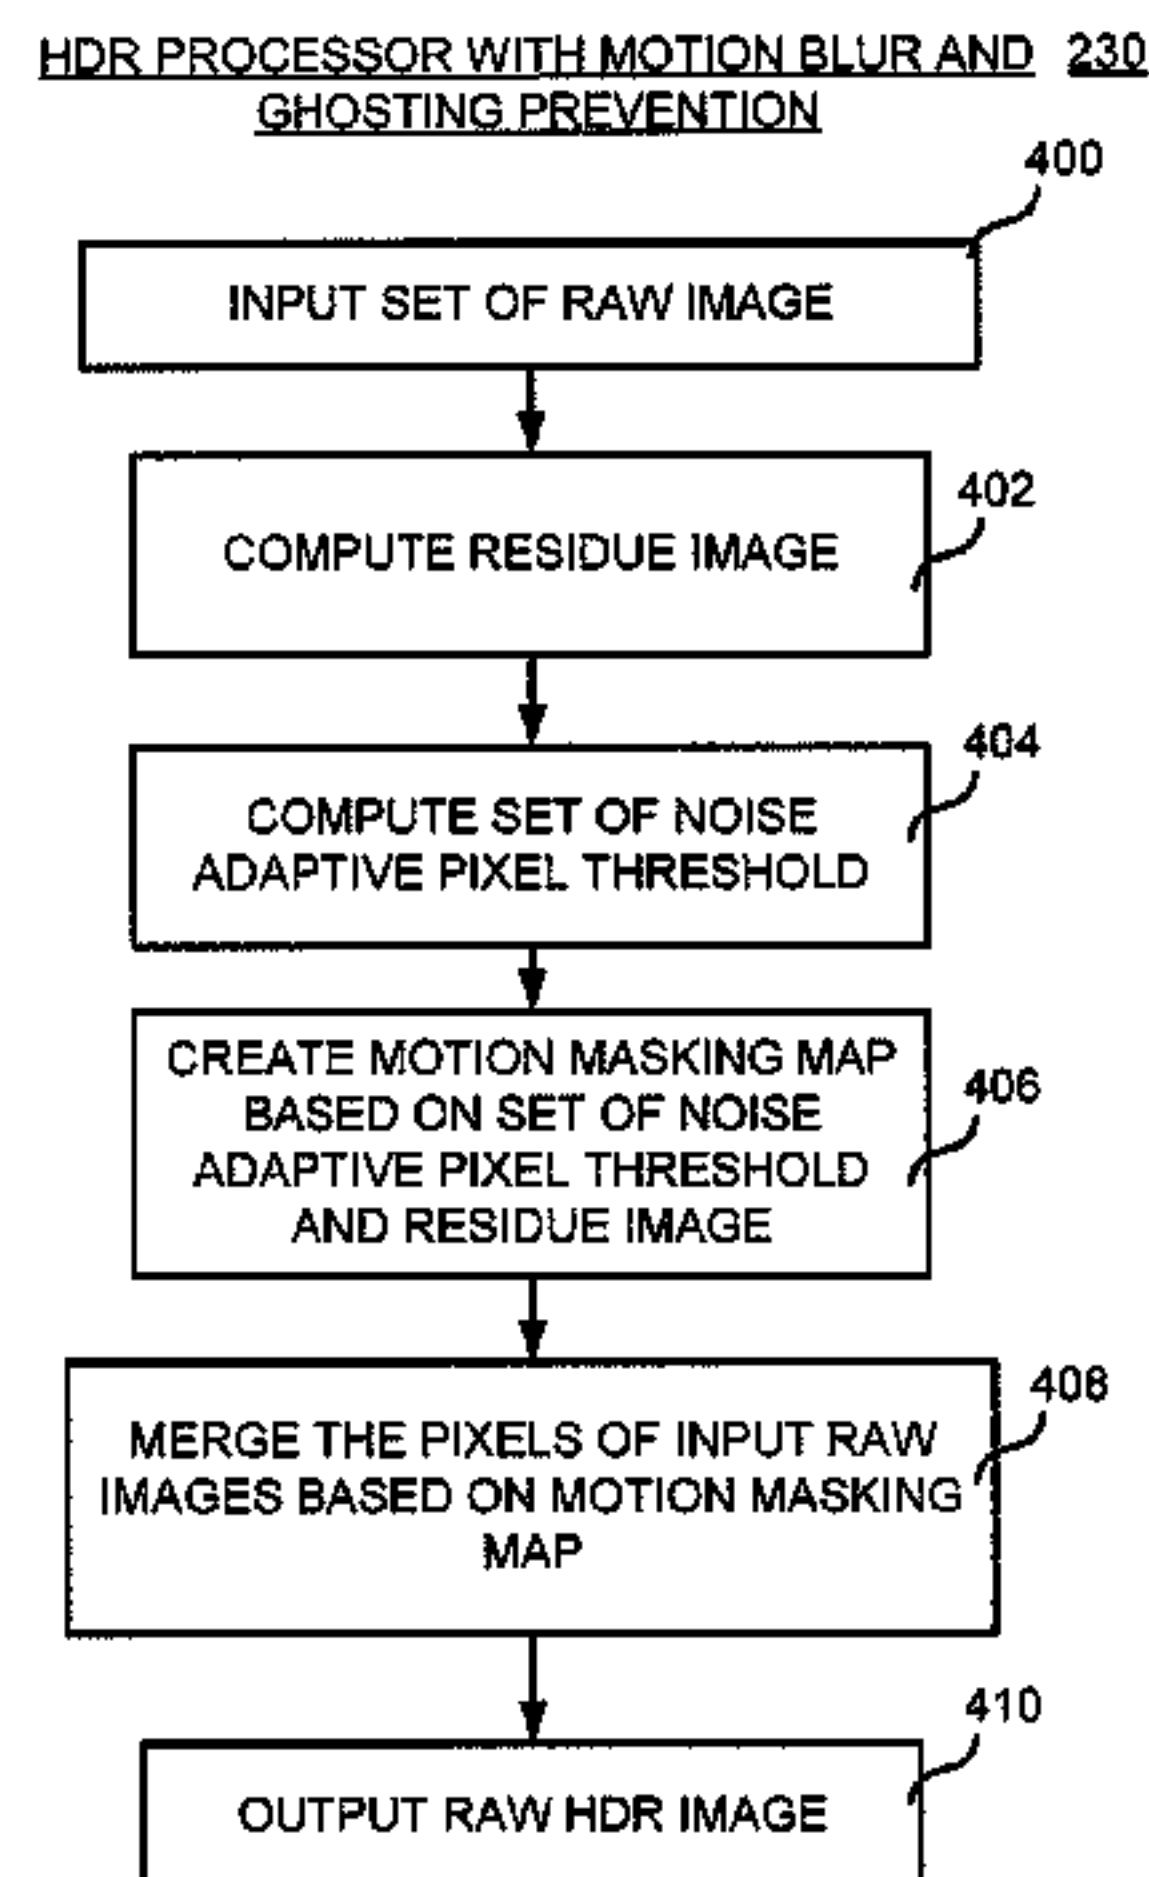 HDR PROCESSOR WITH MOTION BLUR AND 230
GHOSTING PREVENTION
400
INPUT SET OF RAW IMAGE
402
COMPUTE RESIDUE IMAGE
404
COMPUTE SET OF NOISE
ADAPTIVE PIXEL THRESHOLD
406
CREATE MOTION MASKING MAP
BASED ON SET OF NOISE
ADAPTIVE PIXEL THRESHOLD
AND RESIDUE IMAGE
408
MERGE THE PIXELS OF INPUT RAW
IMAGES BASED ON MOTION MASKING
MAP
410
OUTPUT RAW HDR IMAGE